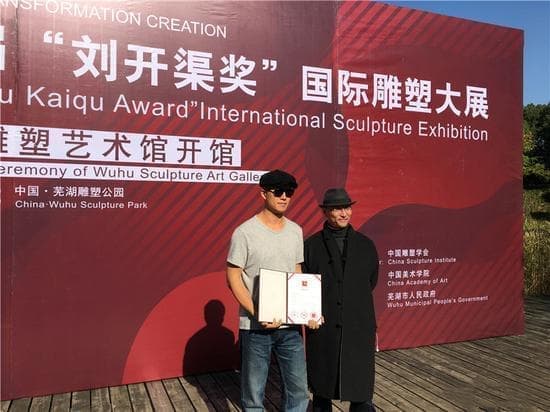 TRANSFORMATION CREATION
届“刘开渠奖”国际雕塑大展
u Kaiqu Award”International Sculpture Exhibition
雕塑艺术馆开馆
eremony of Wuhu Sculpture Art Galle
中国·芜湖雕塑公园
China·Wuhu Sculpture Park
中国雕塑学会
er: China Sculpture Institute
中国美术学院
China Academy of Art
芜湖市人民政府
Wuhu Municipal People's Government